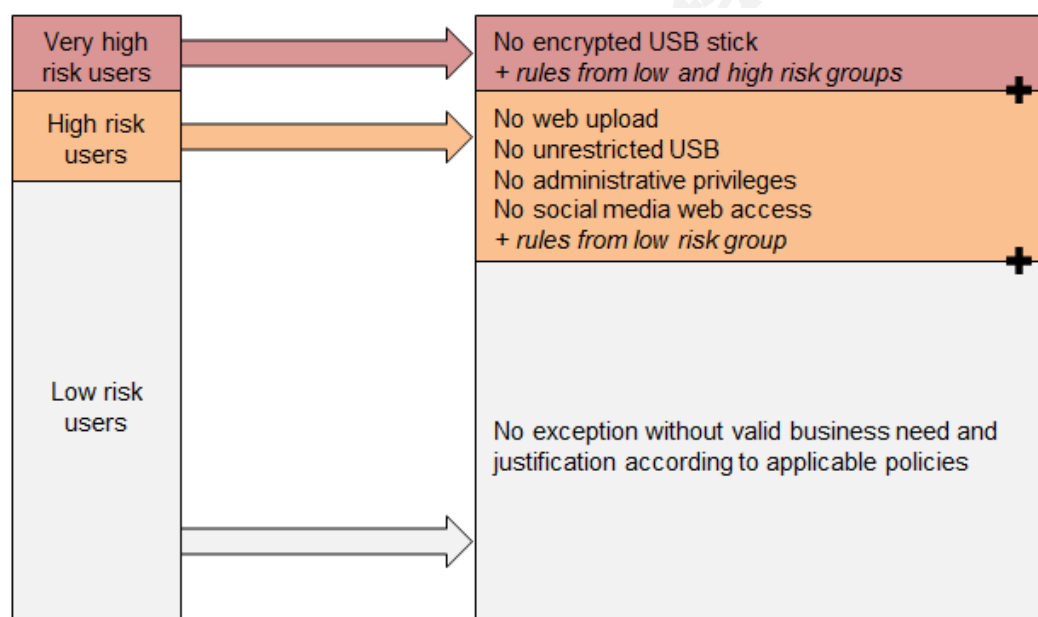 Very high
risk users
No encrypted USB stick
+ rules from low and high risk groups
High risk
users
No web upload
No unrestricted USB
No administrative privileges
No social media web access
+ rules from low risk group
Low risk
users
No exception without valid business need and
justification according to applicable policies